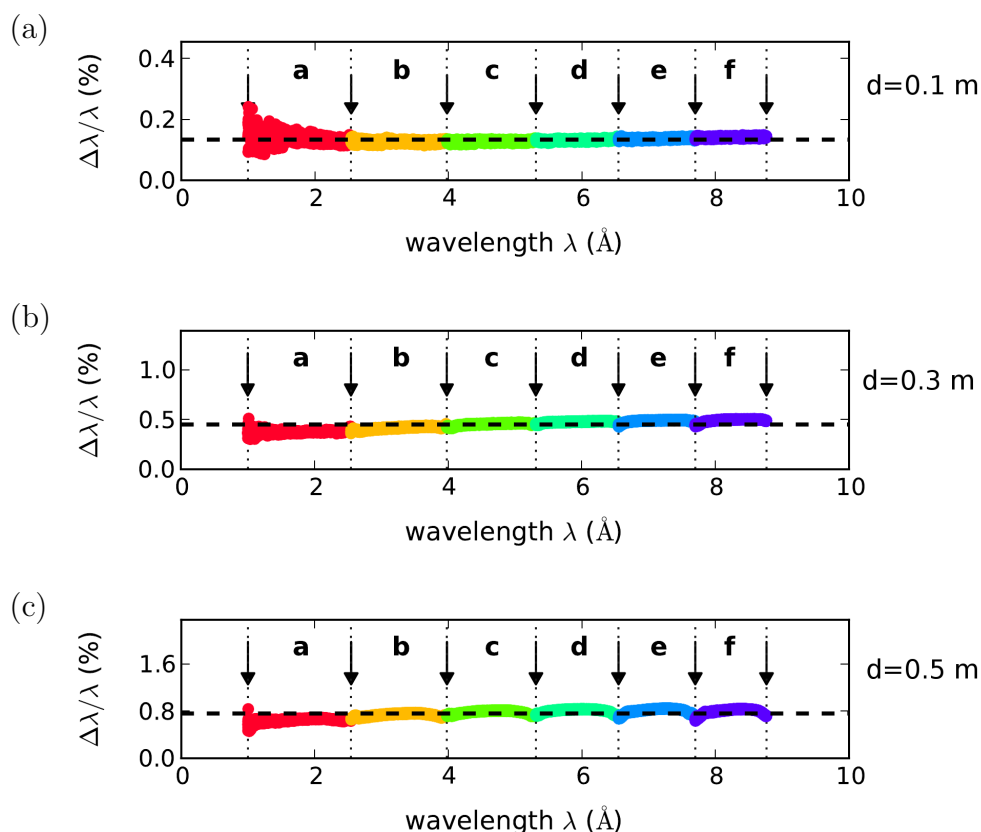 (a)
Δλ/λ (%)
0.4
0.2
0.0
a b c d e f
d=0.1 m
0 2 4 6 8 10
wavelength λ (Å)
(b)
Δλ/λ (%)
1.0
0.5
0.0
a b c d e f
d=0.3 m
0 2 4 6 8 10
wavelength λ (Å)
(c)
Δλ/λ (%)
1.6
0.8
0.0
a b c d e f
d=0.5 m
0 2 4 6 8 10
wavelength λ (Å)